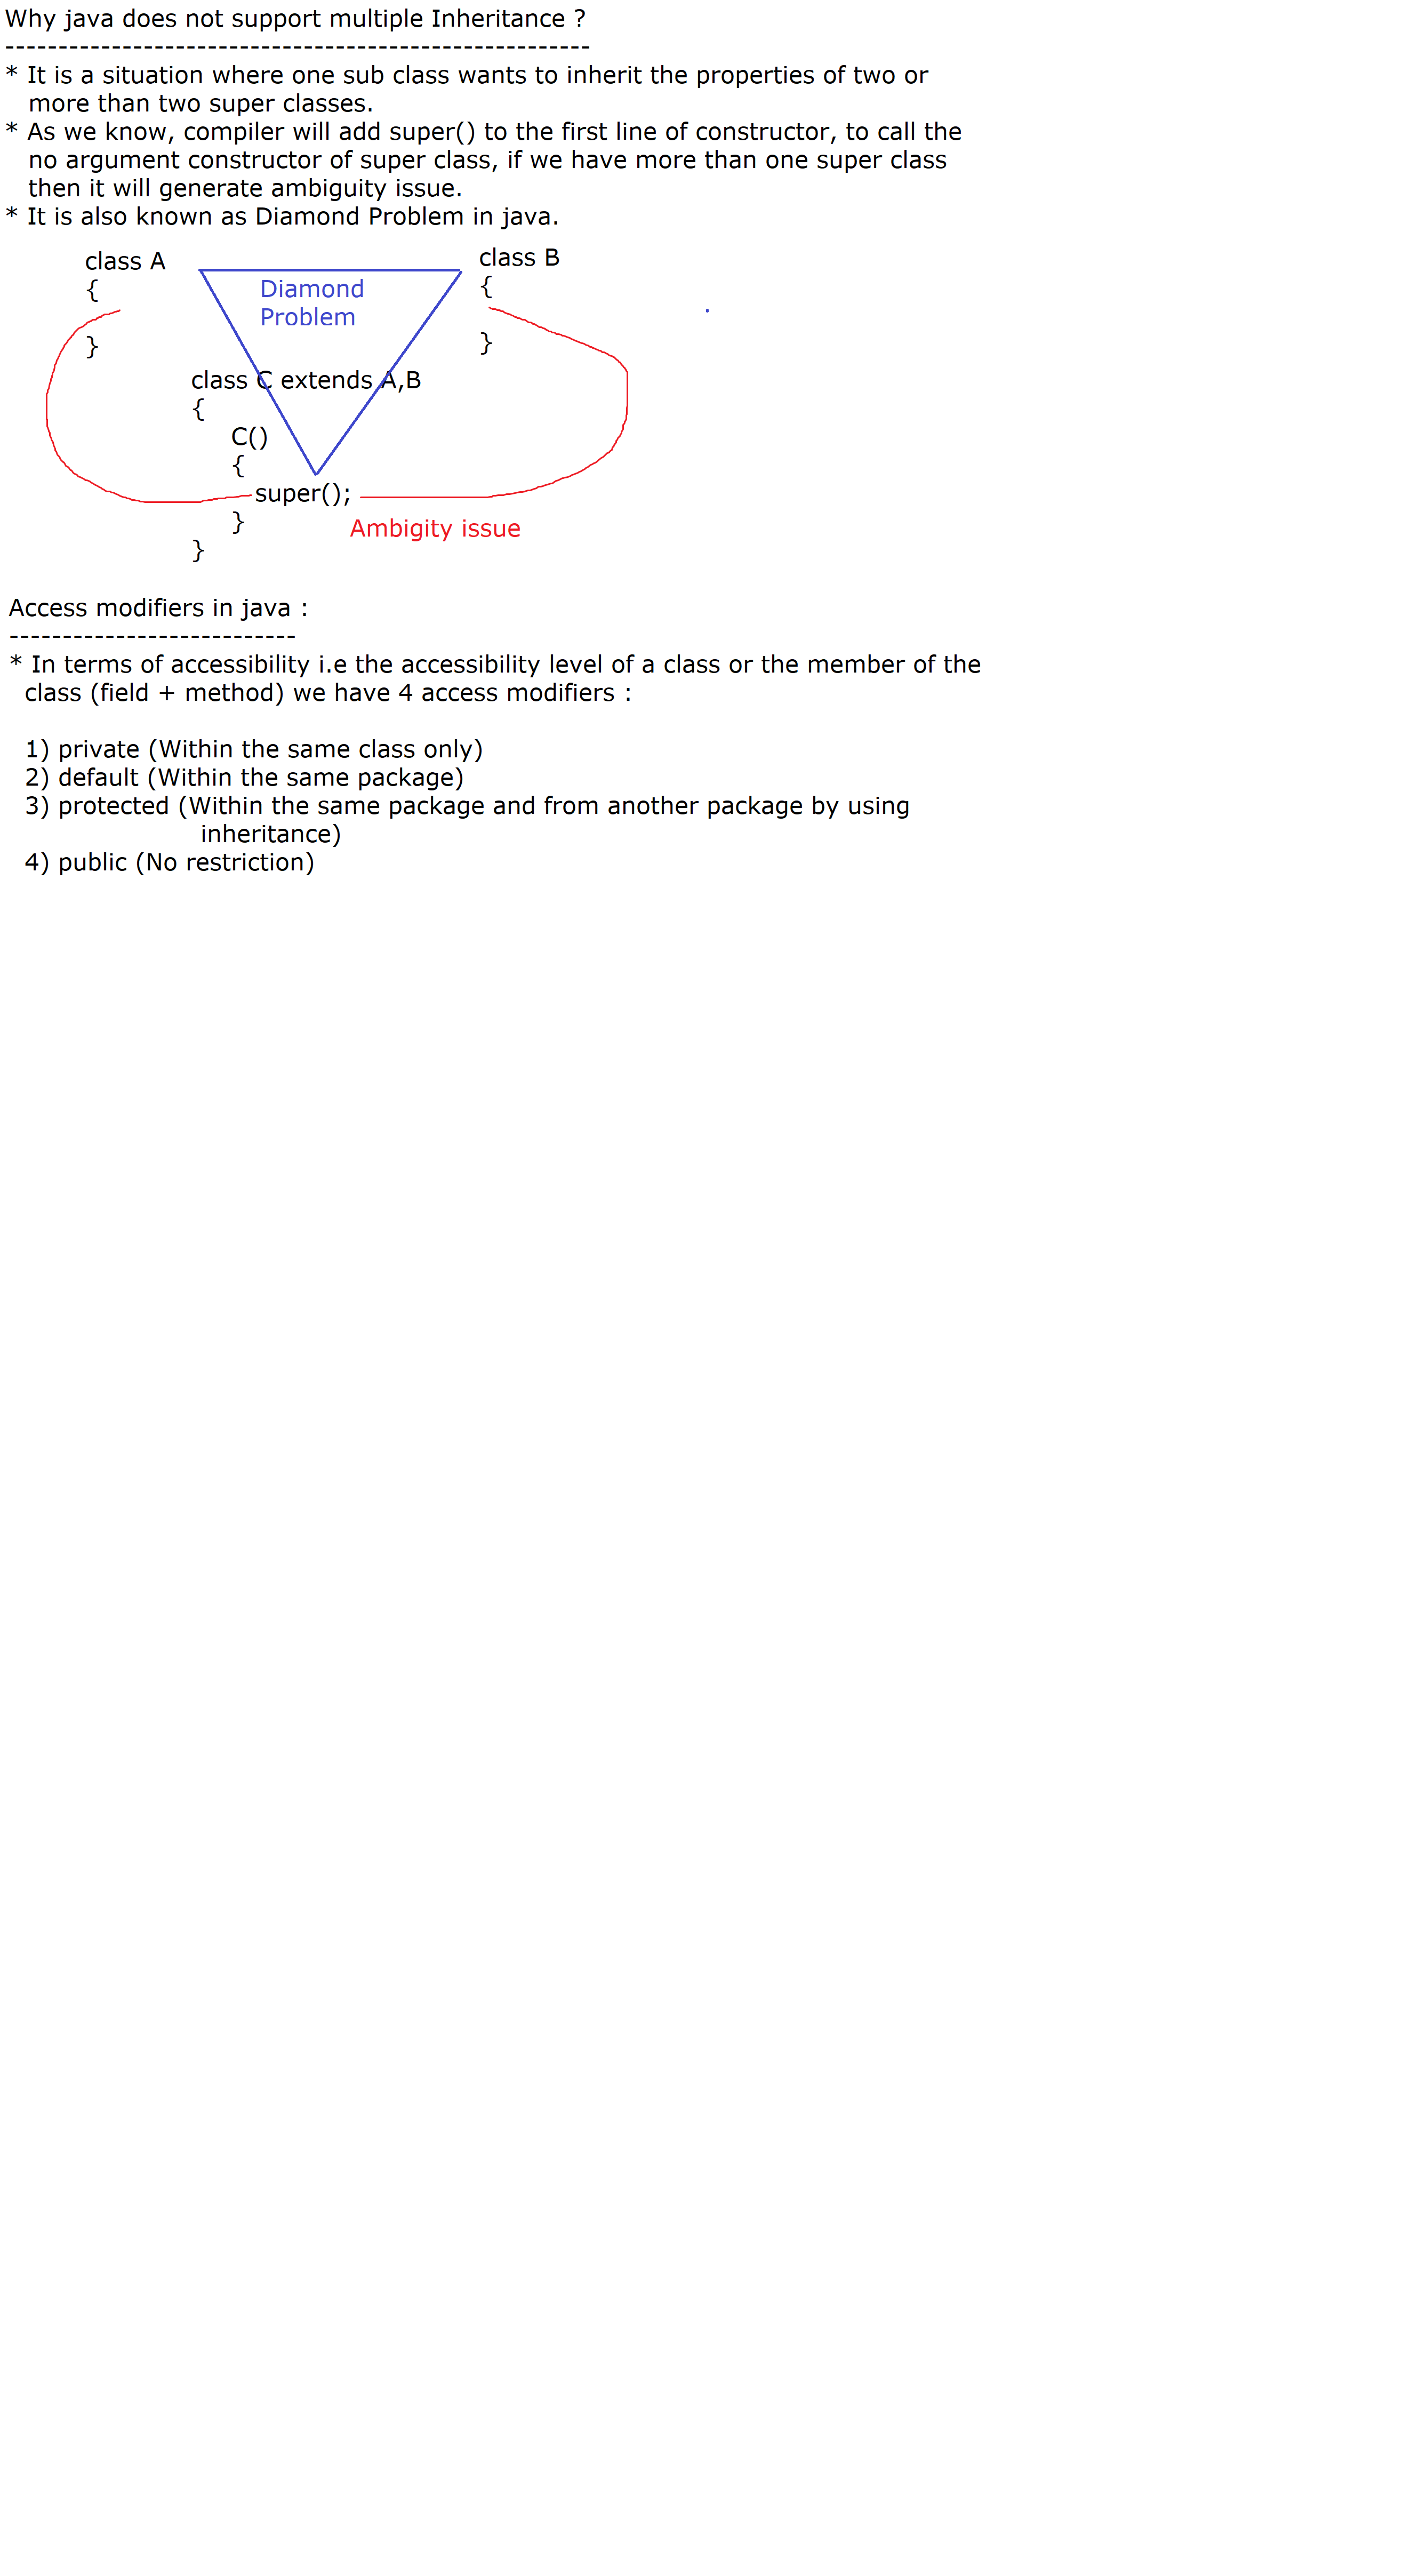 Why java does not support multiple Inheritance ?
-------------------------------------------------------
* It is a situation where one sub class wants to inherit the properties of two or
more than two super classes.
* As we know, compiler will add super() to the first line of constructor, to call the
no argument constructor of super class, if we have more than one super class
then it will generate ambiguity issue.
* It is also known as Diamond Problem in java.
class A
{
}
Diamond
Problem
class B
{
}
class C extends A,B
{
C()
{
super();
}
Ambigity issue
}
Access modifiers in java :
---------------------------
* In terms of accessibility i.e the accessibility level of a class or the member of the
class (field + method) we have 4 access modifiers :
1) private (Within the same class only)
2) default (Within the same package)
3) protected (Within the same package and from another package by using
inheritance)
4) public (No restriction)